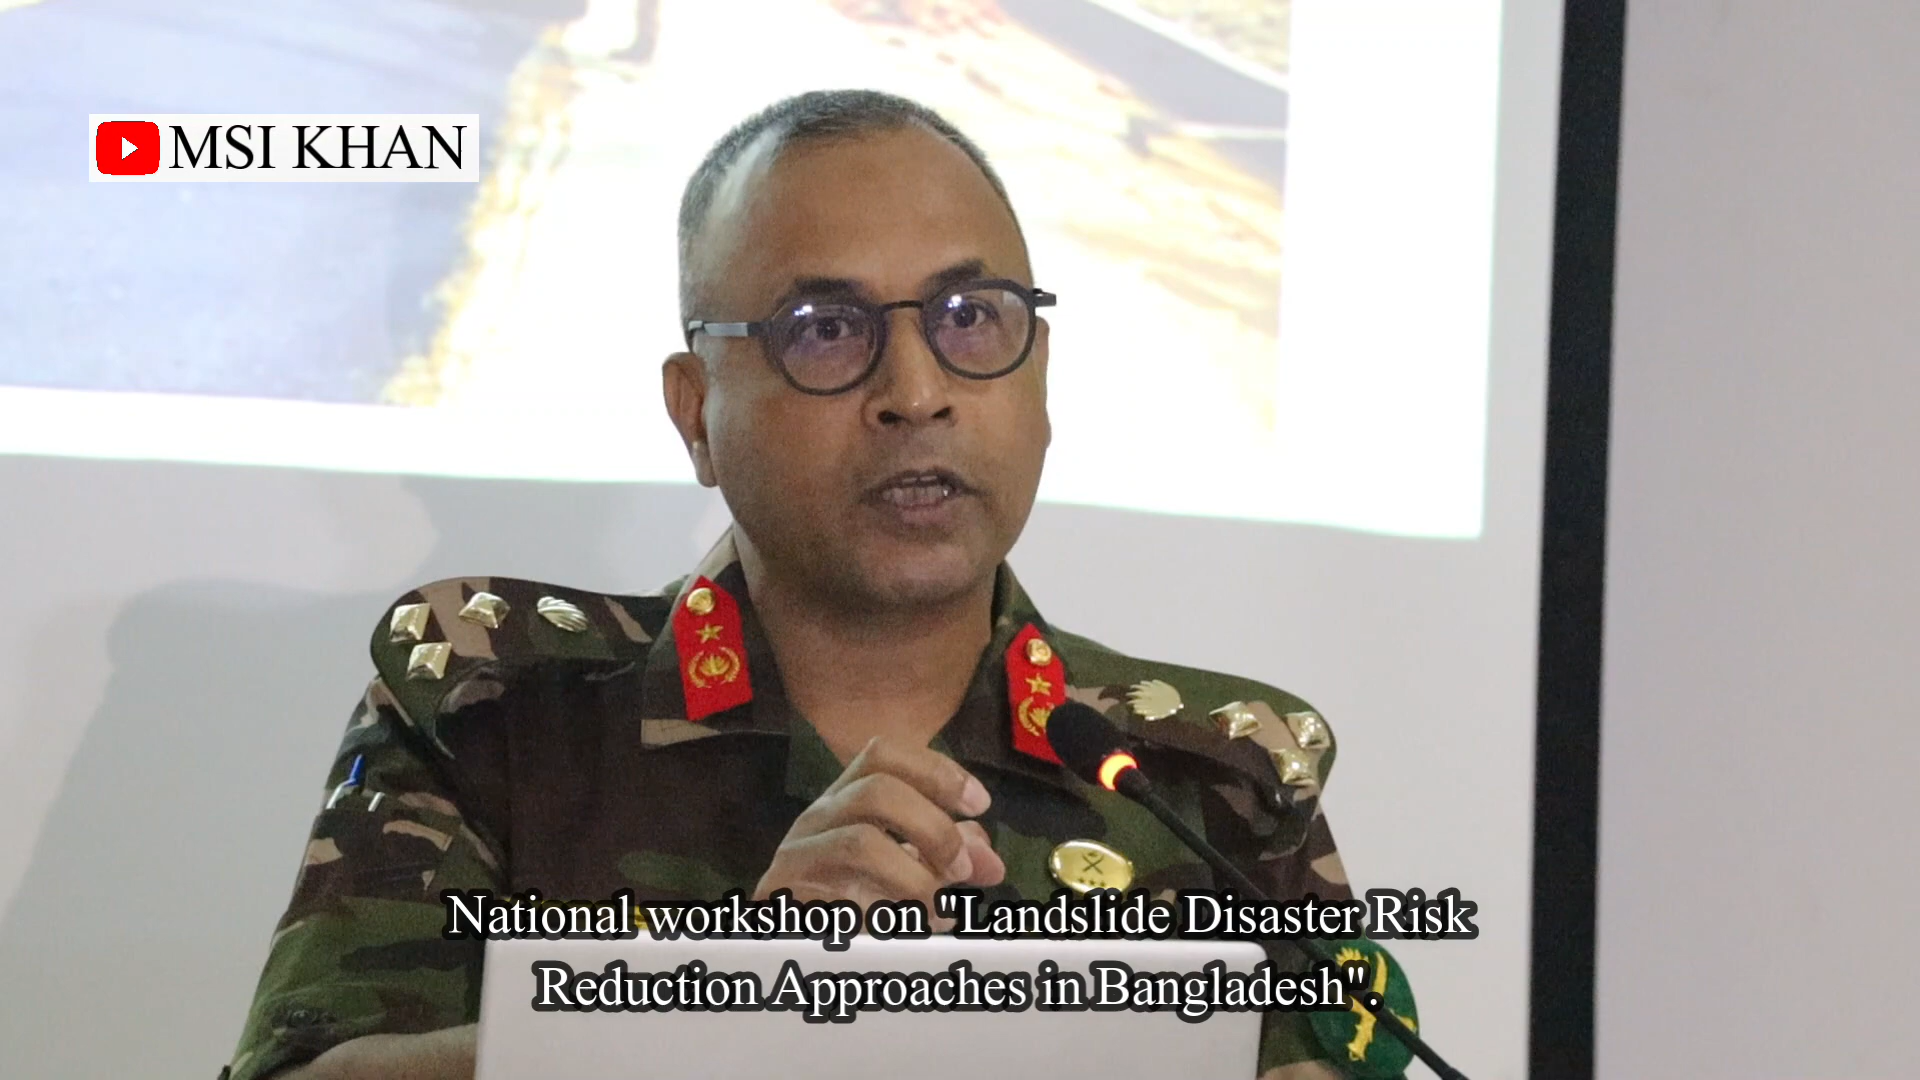 MSI KHAN
National workshop on "Landslide Disaster Risk
Reduction Approaches in Bangladesh".